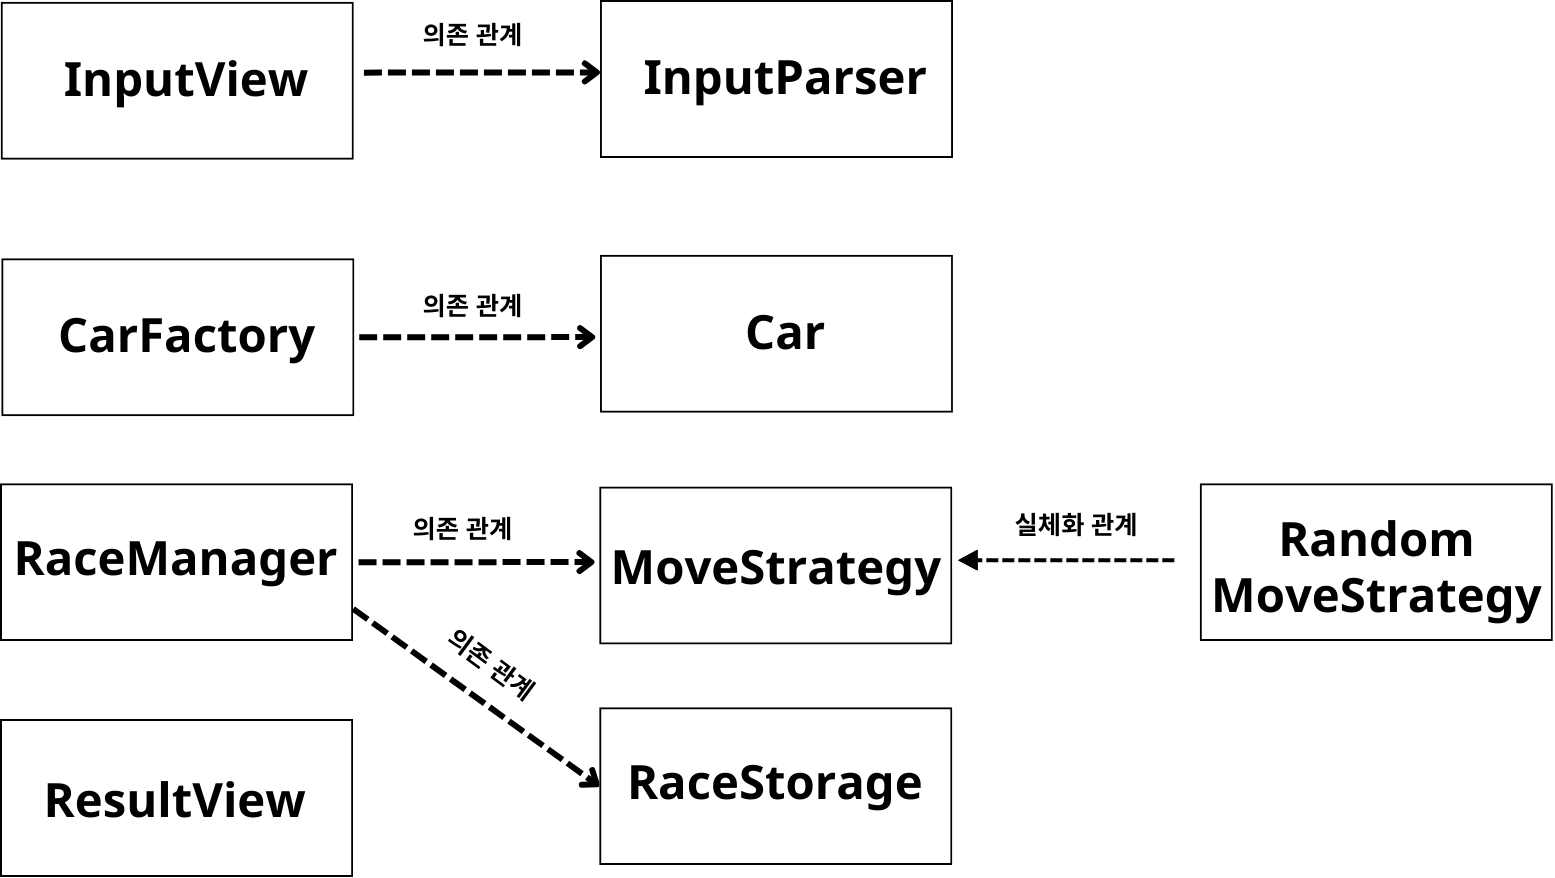 의존 관계
InputView
InputParser
의존 관계
CarFactory
Car
의존 관계
실체화 관계
RaceManager
MoveStrategy
Random
MoveStrategy
의존 관계
ResultView
RaceStorage